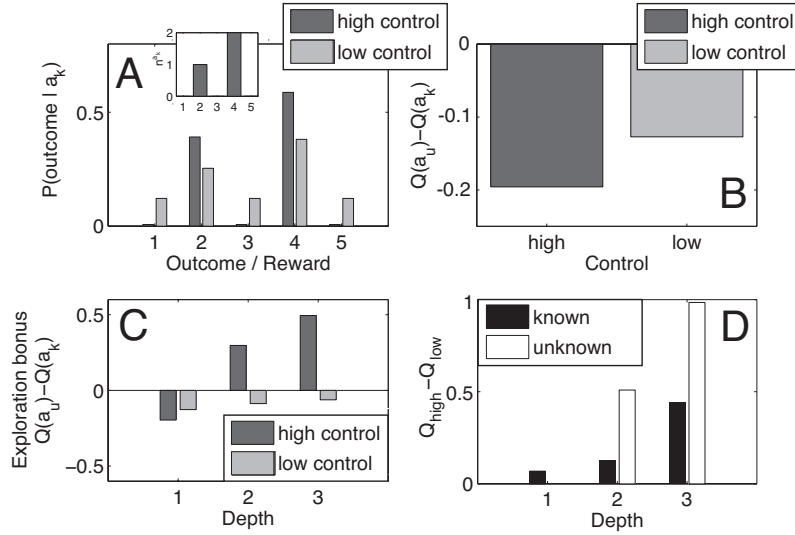 A
high control
low control
P(outcome | a_k)
0.5
0
1 2 3 4 5
Outcome / Reward
n^{a_k}
2
1
0
1 2 3 4 5
B
high control
low control
Q(a_u)−Q(a_k)
0
-0.1
-0.2
high low
Control
C
Exploration bonus
Q(a_u)−Q(a_k)
0.5
0
−0.5
high control
low control
1 2 3
Depth
D
known
unknown
Q_high−Q_low
1
0.5
0
1 2 3
Depth